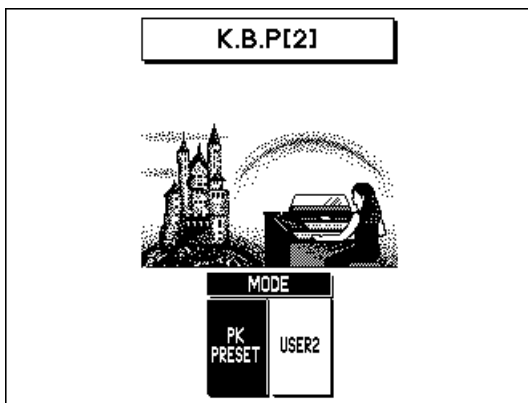 K.B.P[2]
MODE
PK
PRESET
USER2